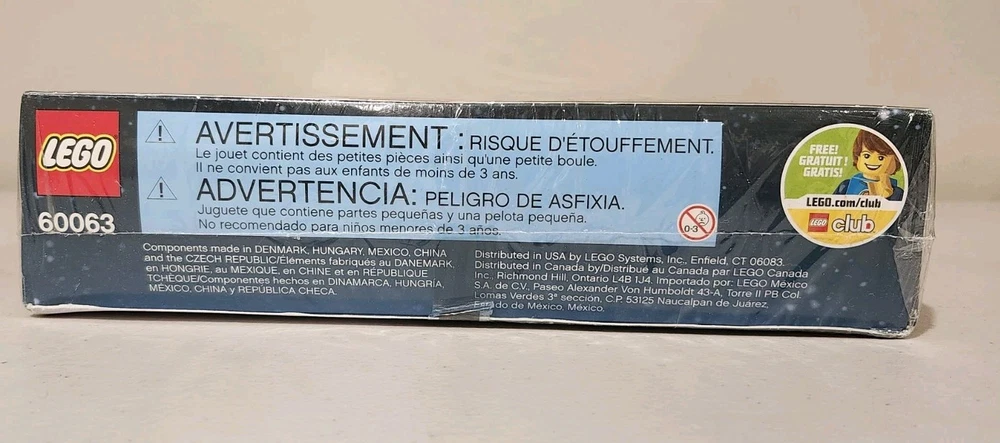 LEGO
60063
AVERTISSEMENT : RISQUE D'ÉTOUFFEMENT.
Le jouet contient des petites pièces ainsi qu'une petite boule.
Il ne convient pas aux enfants de moins de 3 ans.
ADVERTENCIA: PELIGRO DE ASFIXIA.
Juguete que contiene partes pequeñas y una pelota pequeña.
No recomendado para niños menores de 3 años.
0-3
Components made in DENMARK, HUNGARY, MEXICO, CHINA
and the CZECH REPUBLIC/Éléments fabriqués au DANEMARK,
en HONGRIE, au MEXIQUE, en CHINE et en RÉPUBLIQUE
TCHÈQUE/Componentes hechos en DINAMARCA, HUNGRÍA,
MÉXICO, CHINA y REPÚBLICA CHECA.
Distributed in USA by LEGO Systems, Inc., Enfield, CT 06083.
Distributed in Canada by/Distribué au Canada par LEGO Canada
Inc., Richmond Hill, Ontario L4B 1J4. Importado por: LEGO México
S.A. de C.V., Paseo Alexander Von Humboldt 43-A, Torre II PB Col.
Lomas Verdes 3ª sección, C.P. 53125 Naucalpan de Juarez,
Estado de México, México.
FREE!
GRATUIT!
GRATIS!
LEGO.com/club
LEGO club